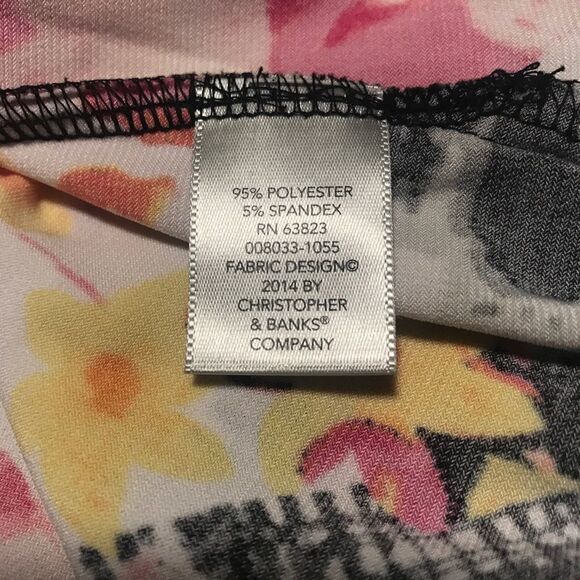 95% POLYESTER
5% SPANDEX
RN 63823
008033-1055
FABRIC DESIGN©
2014 BY
CHRISTOPHER
& BANKS®
COMPANY